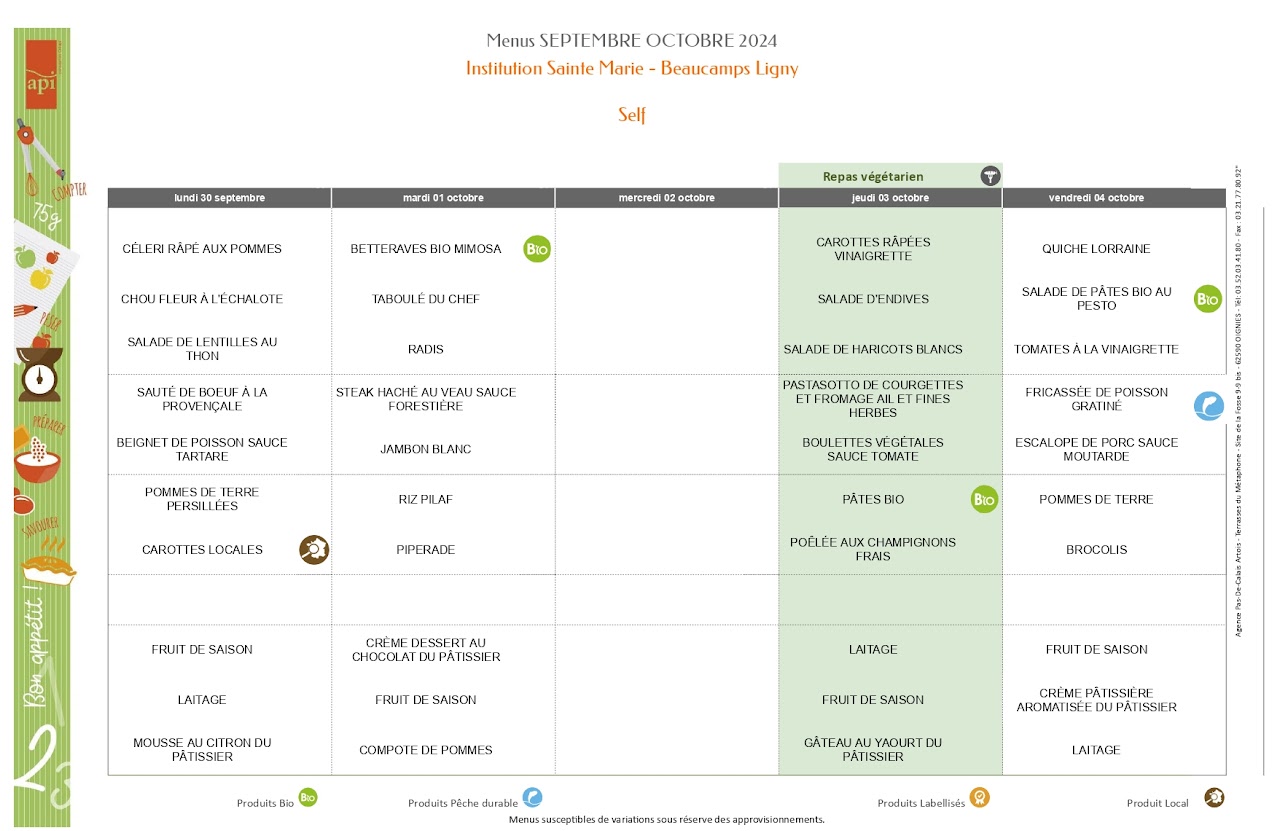 Menus SEPTEMBRE OCTOBRE 2024
Institution Sainte Marie - Beaucamps Ligny
Self
api
COMPTER
75g
PESER
PRÉPARER
SAVOURER
Bon appétit !
2
3
Repas végétarien
lundi 30 septembre
mardi 01 octobre
mercredi 02 octobre
jeudi 03 octobre
vendredi 04 octobre
CÉLERI RÂPÉ AUX POMMES
BETTERAVES BIO MIMOSA
Bio
CAROTTES RÂPÉES
VINAIGRETTE
QUICHE LORRAINE
CHOU FLEUR À L'ÉCHALOTE
TABOULÉ DU CHEF
SALADE D'ENDIVES
SALADE DE PÂTES BIO AU
PESTO
Bio
SALADE DE LENTILLES AU
THON
RADIS
SALADE DE HARICOTS BLANCS
TOMATES À LA VINAIGRETTE
SAUTÉ DE BOEUF À LA
PROVENÇALE
STEAK HACHÉ AU VEAU SAUCE
FORESTIÈRE
PASTASOTTO DE COURGETTES
ET FROMAGE AIL ET FINES
HERBES
FRICASSÉE DE POISSON
GRATINÉ
BEIGNET DE POISSON SAUCE
TARTARE
JAMBON BLANC
BOULETTES VÉGÉTALES
SAUCE TOMATE
ESCALOPE DE PORC SAUCE
MOUTARDE
POMMES DE TERRE
PERSILLÉES
RIZ PILAF
PÂTES BIO
Bio
POMMES DE TERRE
CAROTTES LOCALES
PIPERADE
POÊLÉE AUX CHAMPIGNONS
FRAIS
BROCOLIS
FRUIT DE SAISON
CRÈME DESSERT AU
CHOCOLAT DU PÂTISSIER
LAITAGE
FRUIT DE SAISON
LAITAGE
FRUIT DE SAISON
FRUIT DE SAISON
CRÈME PÂTISSIÈRE
AROMATISÉE DU PÂTISSIER
MOUSSE AU CITRON DU
PÂTISSIER
COMPOTE DE POMMES
GÂTEAU AU YAOURT DU
PÂTISSIER
LAITAGE
Agence Pas-De-Calais Artois - Terrasses du Métaphone - Site de la Fosse 9-9 bis - 62590 OIGNIES - Tél: 03.52.03.41.80 - Fax : 03.21.77.80.92"
Produits Bio
Bio
Produits Pêche durable
Produits Labellisés
Produit Local
Menus susceptibles de variations sous réserve des approvisionnements.